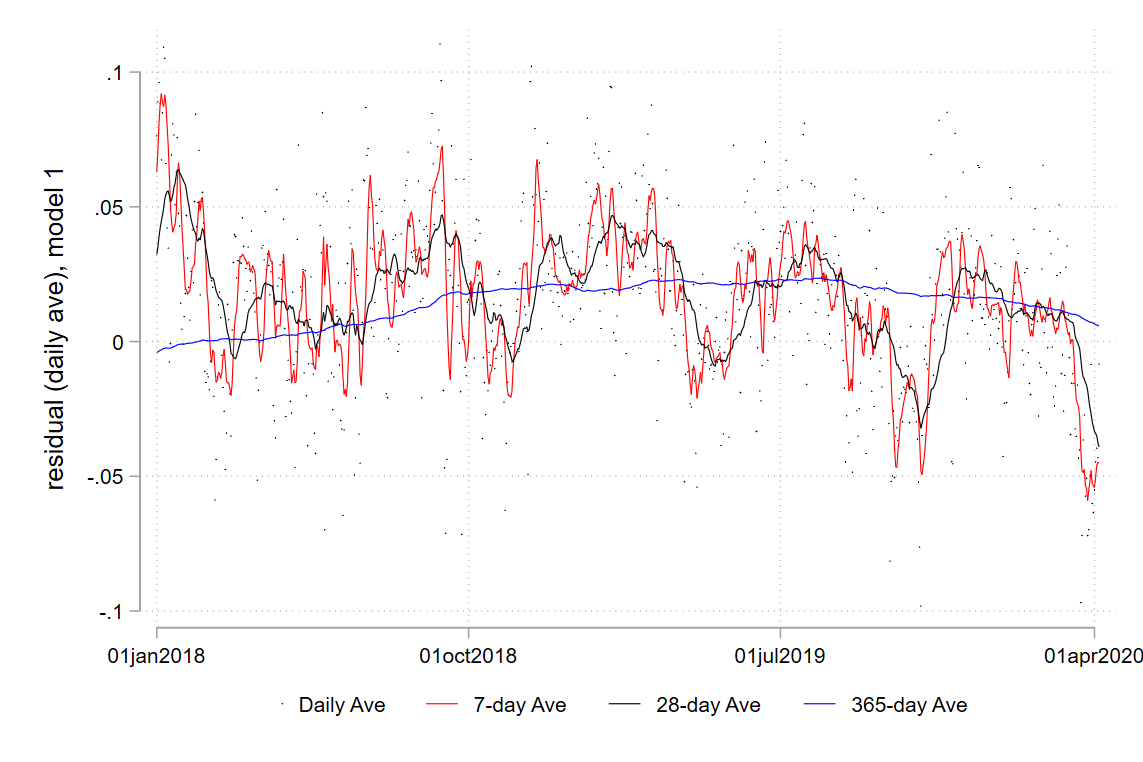 residual (daily ave), model 1
.1
.05
0
-.05
-.1
01jan2018 01oct2018 01jul2019 01apr2020
Daily Ave 7-day Ave 28-day Ave 365-day Ave